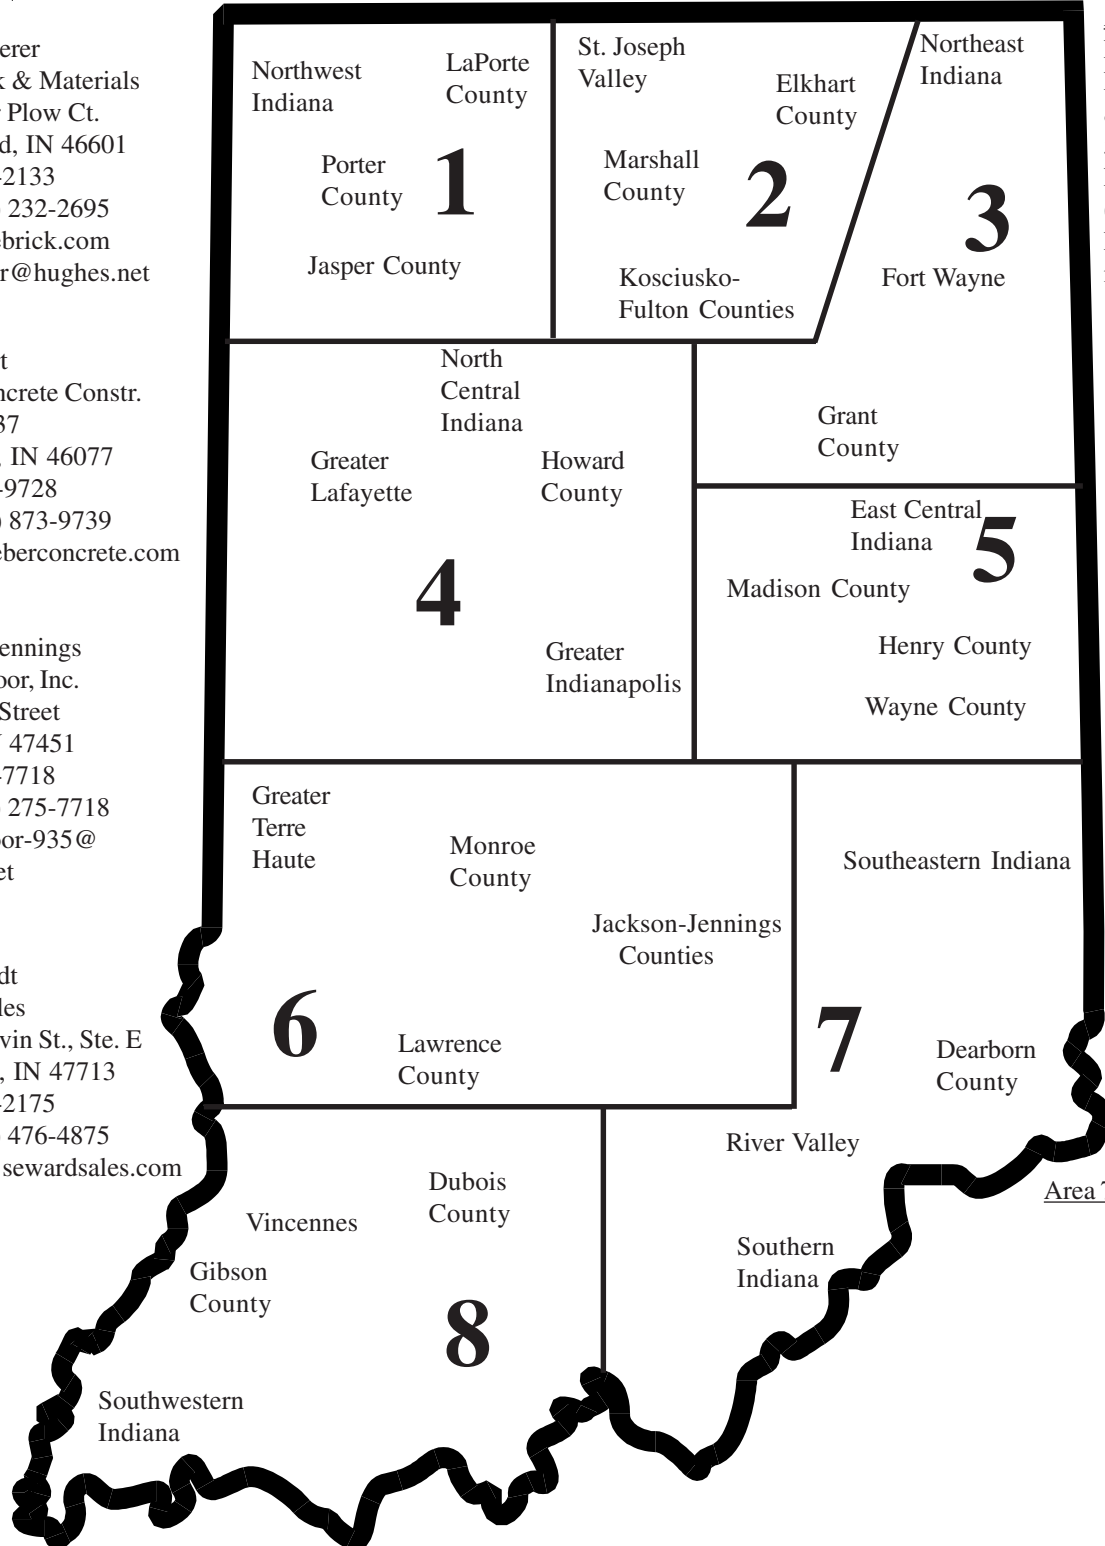 erer
k & Materials
Plow Ct.
d, IN 46601
-2133
232-2695
ebrick.com
r@hughes.net
t
ncrete Constr.
37
, IN 46077
-9728
) 873-9739
eberconcrete.com
ennings
oor, Inc.
Street
47451
-7718
275-7718
or-935@
et
dt
les
vin St., Ste. E
, IN 47713
-2175
476-4875
sewardsales.com
Northwest
Indiana
LaPorte
County
Porter
County
1
Jasper County
St. Joseph
Valley
Elkhart
County
Marshall
County
2
Kosciusko-
Fulton Counties
Northeast
Indiana
3
Fort Wayne
Grant
County
North
Central
Indiana
Greater
Lafayette
Howard
County
4
Greater
Indianapolis
East Central
Indiana
5
Madison County
Henry County
Wayne County
Greater
Terre
Haute
Monroe
County
Jackson-Jennings
Counties
6
Lawrence
County
Southeastern Indiana
7
Dearborn
County
River Valley
Southern
Indiana
Area
Dubois
County
Vincennes
Gibson
County
8
Southwestern
Indiana